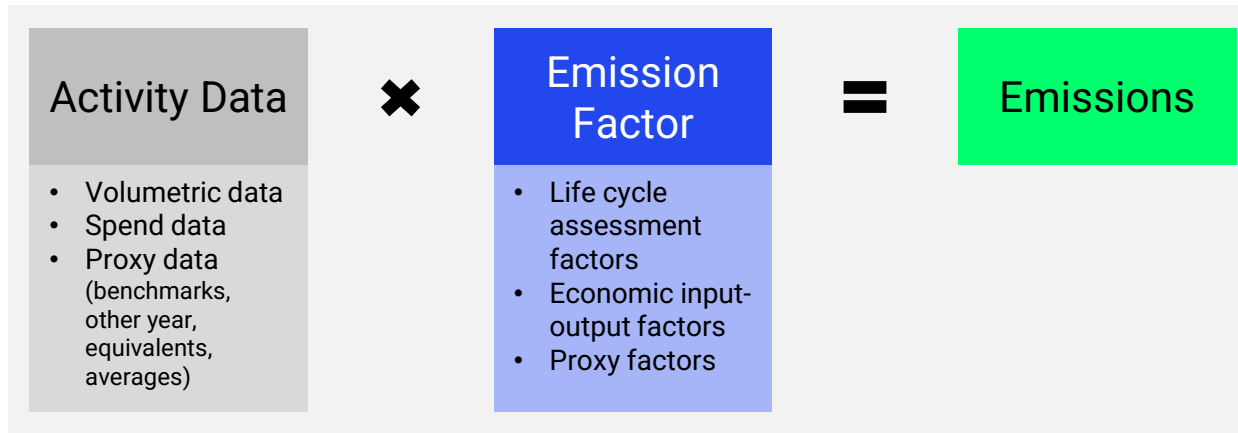 Activity Data
✖
Emission
Factor
=
Emissions
• Volumetric data
• Spend data
• Proxy data
(benchmarks,
other year,
equivalents,
averages)
• Life cycle
assessment
factors
• Economic input-
output factors
• Proxy factors